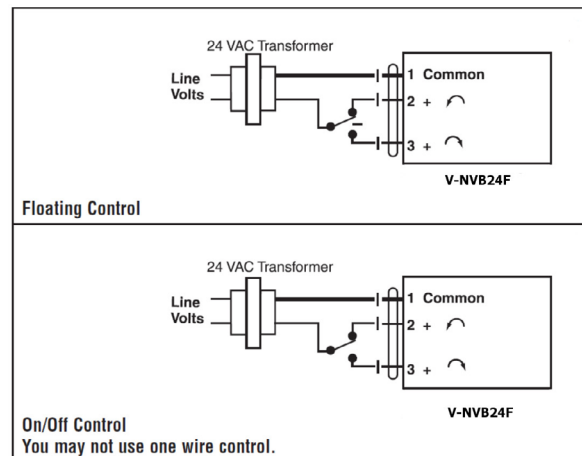 24 VAC Transformer
Line
Volts
1 Common
2 +
3 +
V-NVB24F
Floating Control
24 VAC Transformer
Line
Volts
1 Common
2 +
3 +
V-NVB24F
On/Off Control
You may not use one wire control.